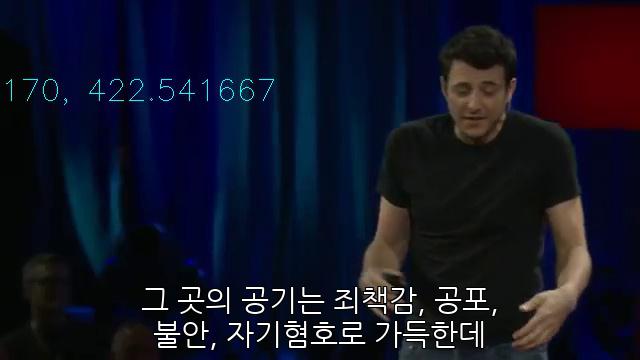 170, 422.541667
그 곳의 공기는 죄책감, 공포,
불안, 자기혐호로 가득한데